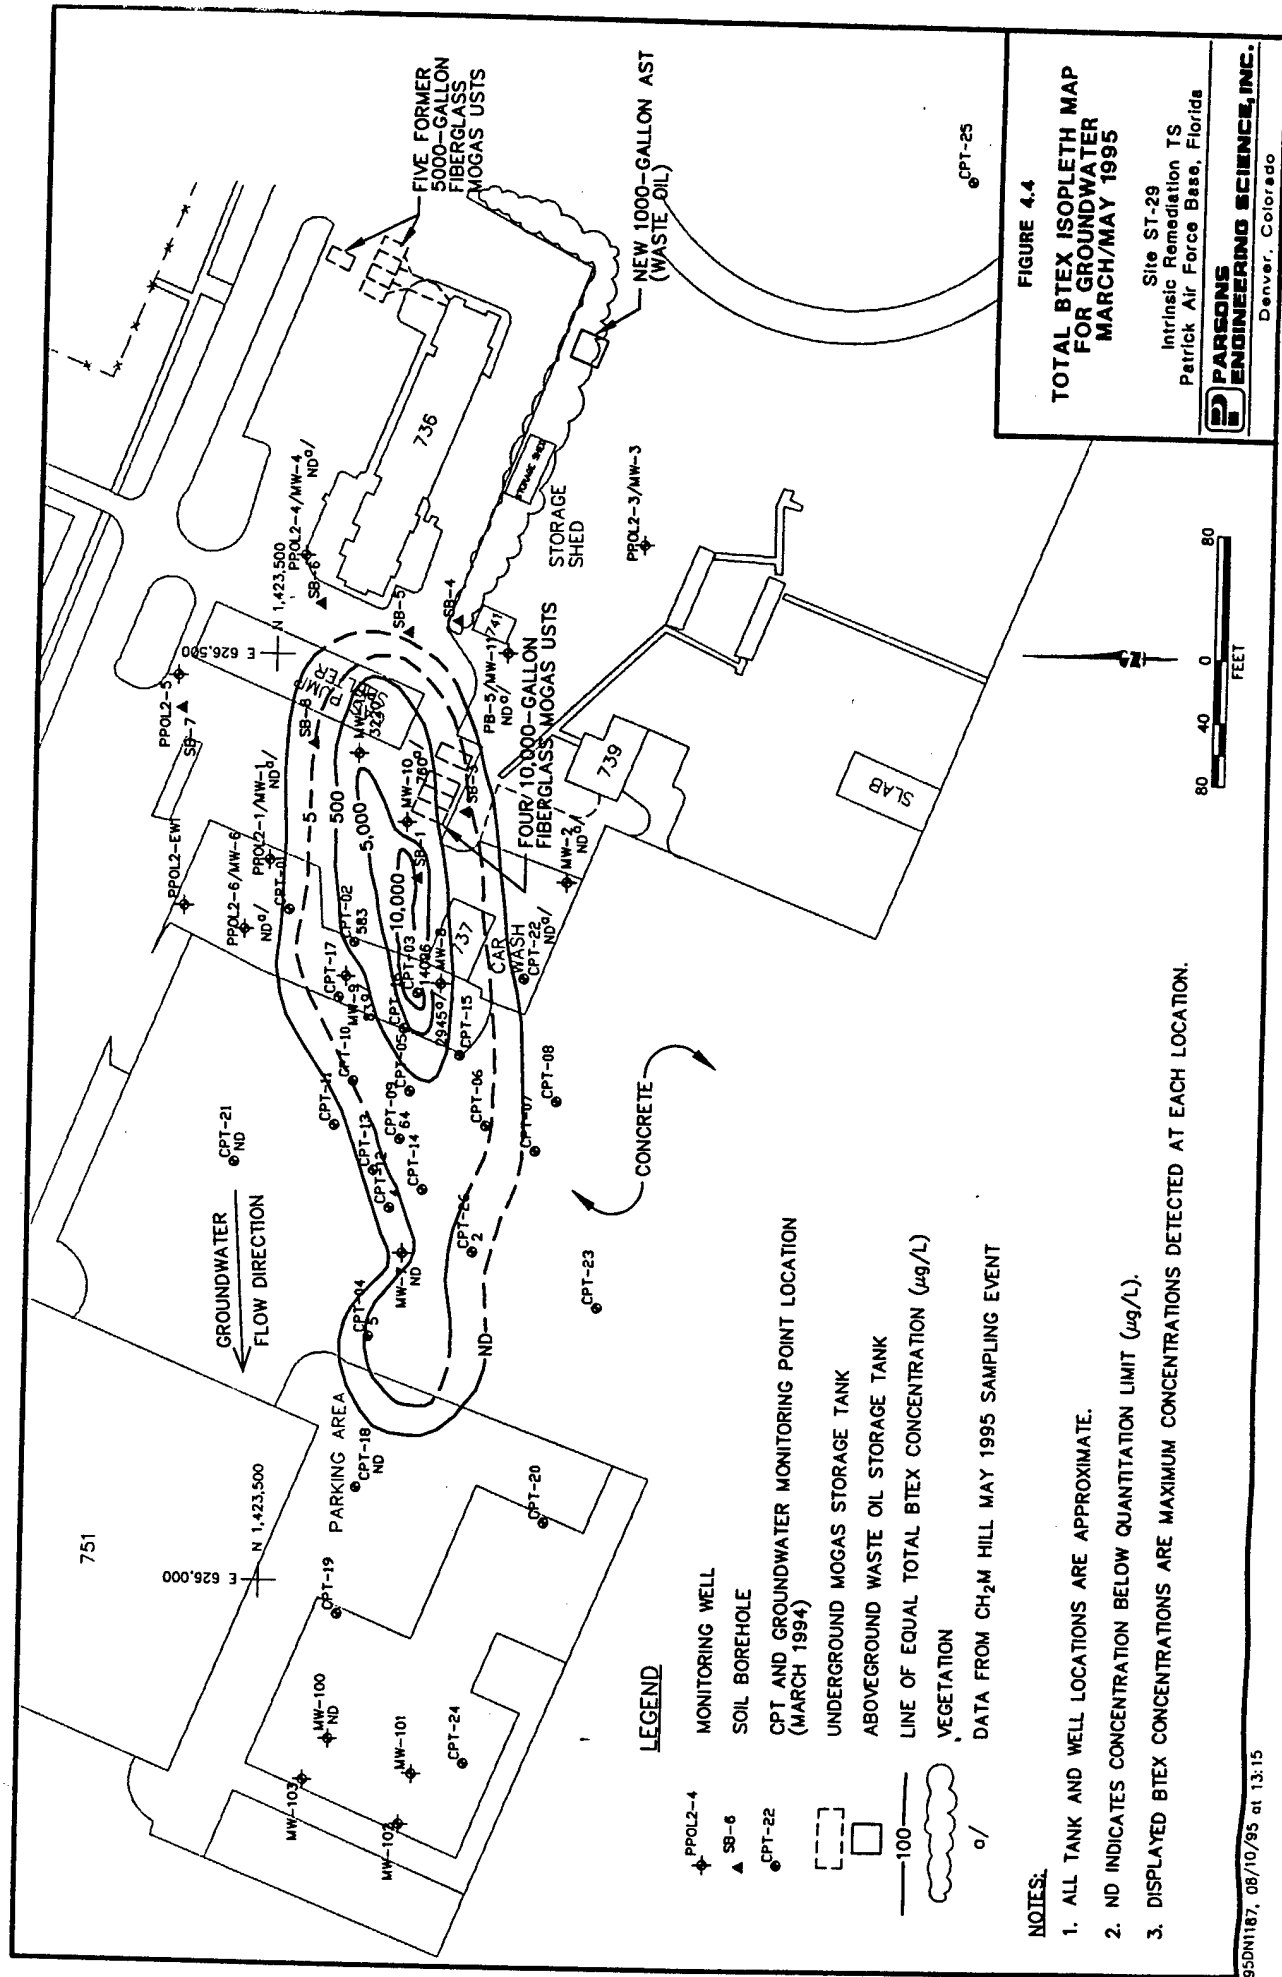 751
E 626,000
N 1,423,500
PARKING AREA
GROUNDWATER
FLOW DIRECTION
MW-103
MW-100
ND
MW-101
MW-102
CPT-24
CPT-19
CPT-18
ND
CPT-20
CPT-21
ND
CPT-04
5
MW-7
ND
CPT-12
4
CPT-13
CPT-11
CPT-10
CPT-14
CPT-09
64
CPT-05
CPT-26
2
ND
CPT-06
CPT-07
CPT-08
CPT-23
CPT-15
CPT-17
MW-9
CPT-02
583
CPT-03
14096
MW-8
2945a/
737
CAR
WASH
CPT-22
ND a/
MW-2
ND a/
CPT-01
PPOL2-EW1
PPOL2-6/MW-6
ND a/
PPOL2-1/MW-1
ND a/
5
500
5,000
10,000
SB-1
MW-10
760a/
SB-3
SB-8
PUMP
SHELTER
PPOL2-5
SB-7
E 626,500
N 1,423,500
PPOL2-4/MW-4
ND a/
SB-6
SB-5
SB-4
741
PB-5/MW-11
ND a/
FOUR 10,000-GALLON
FIBERGLASS MOGAS USTS
739
SLAB
736
STORAGE SHED
STORAGE
SHED
PPOL2-3/MW-3
FIVE FORMER
5000-GALLON
FIBERGLASS
MOGAS USTS
NEW 1000-GALLON AST
(WASTE OIL)
CPT-25
CONCRETE
80
40
0
80
FEET
LEGEND
PPOL2-4 MONITORING WELL
SB-6 SOIL BOREHOLE
CPT-22 CPT AND GROUNDWATER MONITORING POINT LOCATION
(MARCH 1994)
UNDERGROUND MOGAS STORAGE TANK
ABOVEGROUND WASTE OIL STORAGE TANK
100 LINE OF EQUAL TOTAL BTEX CONCENTRATION (µg/L)
VEGETATION
a/ DATA FROM CH2M HILL MAY 1995 SAMPLING EVENT
NOTES:
1. ALL TANK AND WELL LOCATIONS ARE APPROXIMATE.
2. ND INDICATES CONCENTRATION BELOW QUANTITATION LIMIT (µg/L).
3. DISPLAYED BTEX CONCENTRATIONS ARE MAXIMUM CONCENTRATIONS DETECTED AT EACH LOCATION.
FIGURE 4.4
TOTAL BTEX ISOPLETH MAP
FOR GROUNDWATER
MARCH/MAY 1995
Site ST-29
Intrinsic Remediation TS
Patrick Air Force Base, Florida
PARSONS
ENGINEERING SCIENCE, INC.
Denver, Colorado
95DN1187, 08/10/95 at 13:15